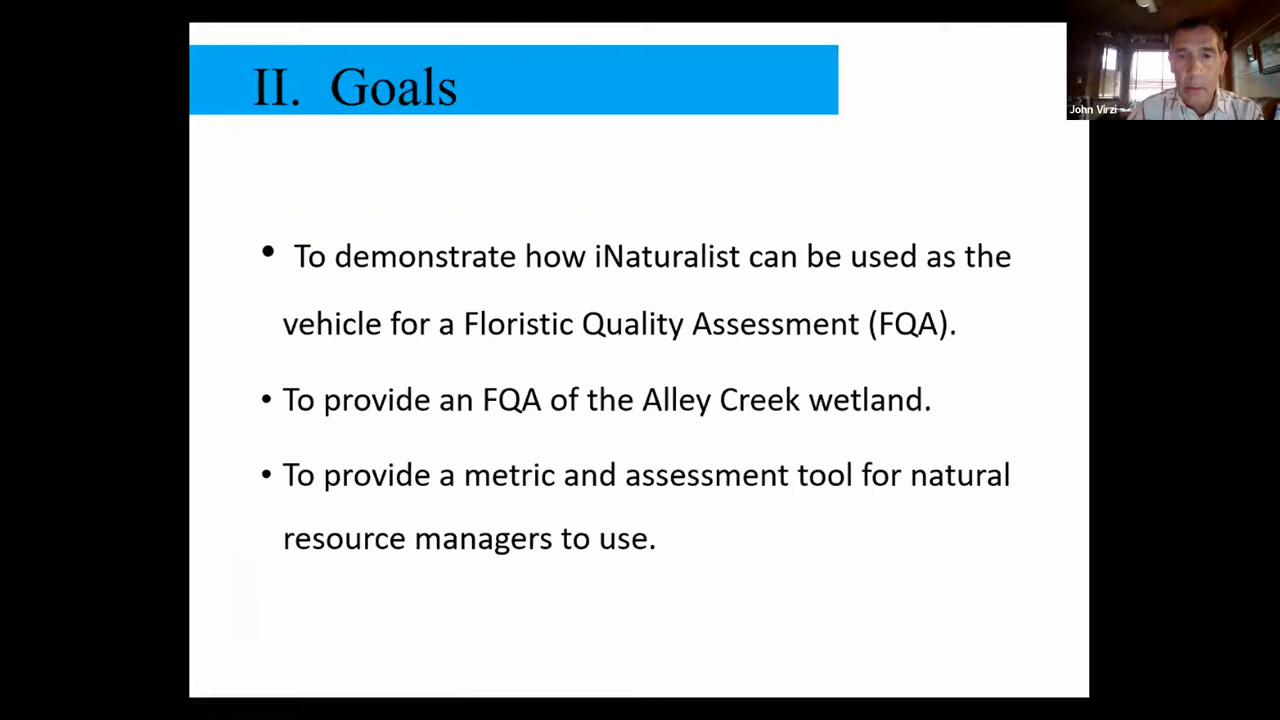 II. Goals
John Virzi
• To demonstrate how iNaturalist can be used as the
vehicle for a Floristic Quality Assessment (FQA).
• To provide an FQA of the Alley Creek wetland.
• To provide a metric and assessment tool for natural
resource managers to use.